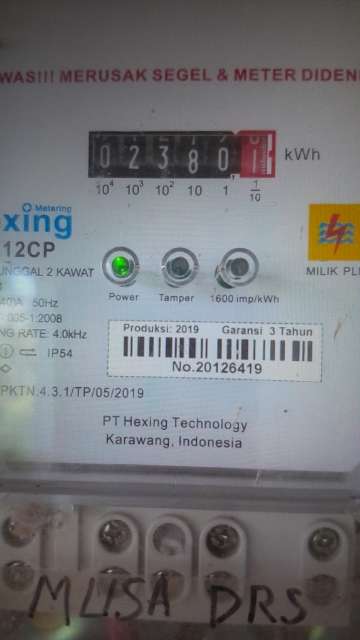 WAS!!! MERUSAK SEGEL & METER DIDEN
02380
kWh
10⁴ 10³ 10² 10 1, 1/10
Metering
exing
12CP
UNGGAL 2 KAWAT
50Hz
005-1:2008
NG RATE: 4.0kHz
IP54
Power Tamper 1600 imp/kWh
MILIK PL
Produksi: 2019 Garansi 3 Tahun
No.20126419
PKTN.4.3.1/TP/05/2019
PT Hexing Technology
Karawang, Indonesia
MUSA DRS